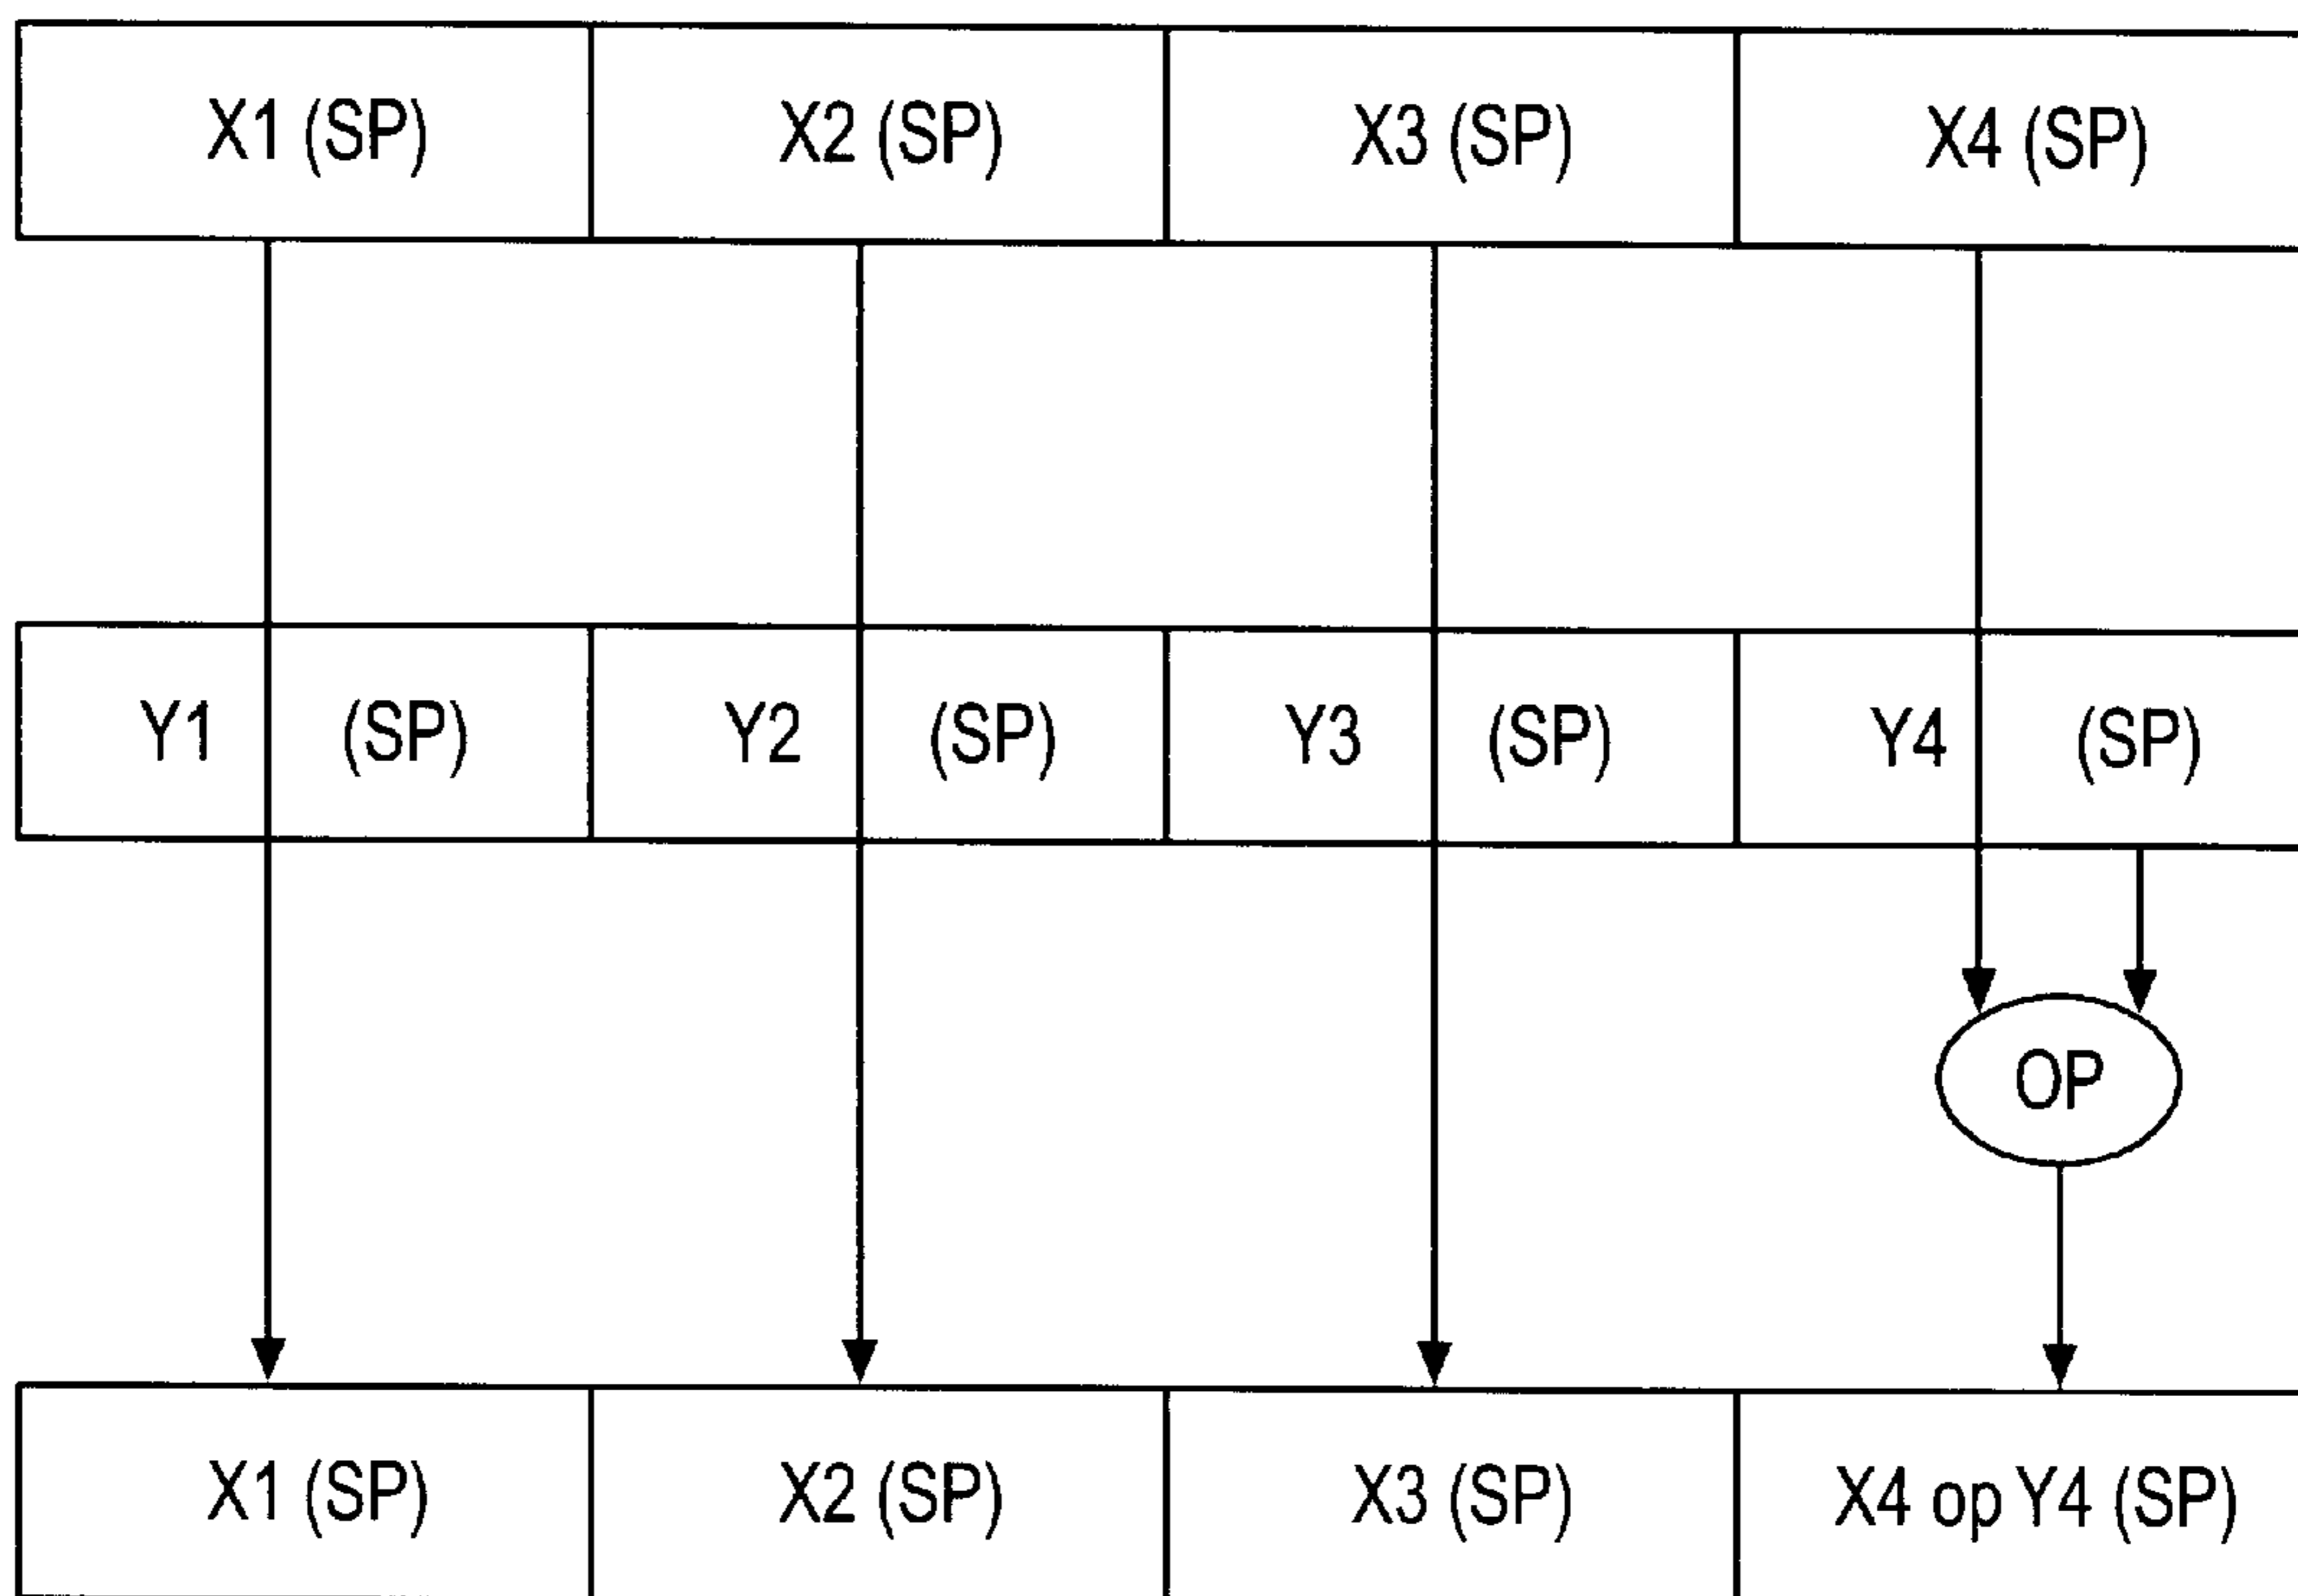 X1 (SP) X2 (SP) X3 (SP) X4 (SP)
Y1 (SP) Y2 (SP) Y3 (SP) Y4 (SP)
OP
X1 (SP) X2 (SP) X3 (SP) X4 op Y4 (SP)